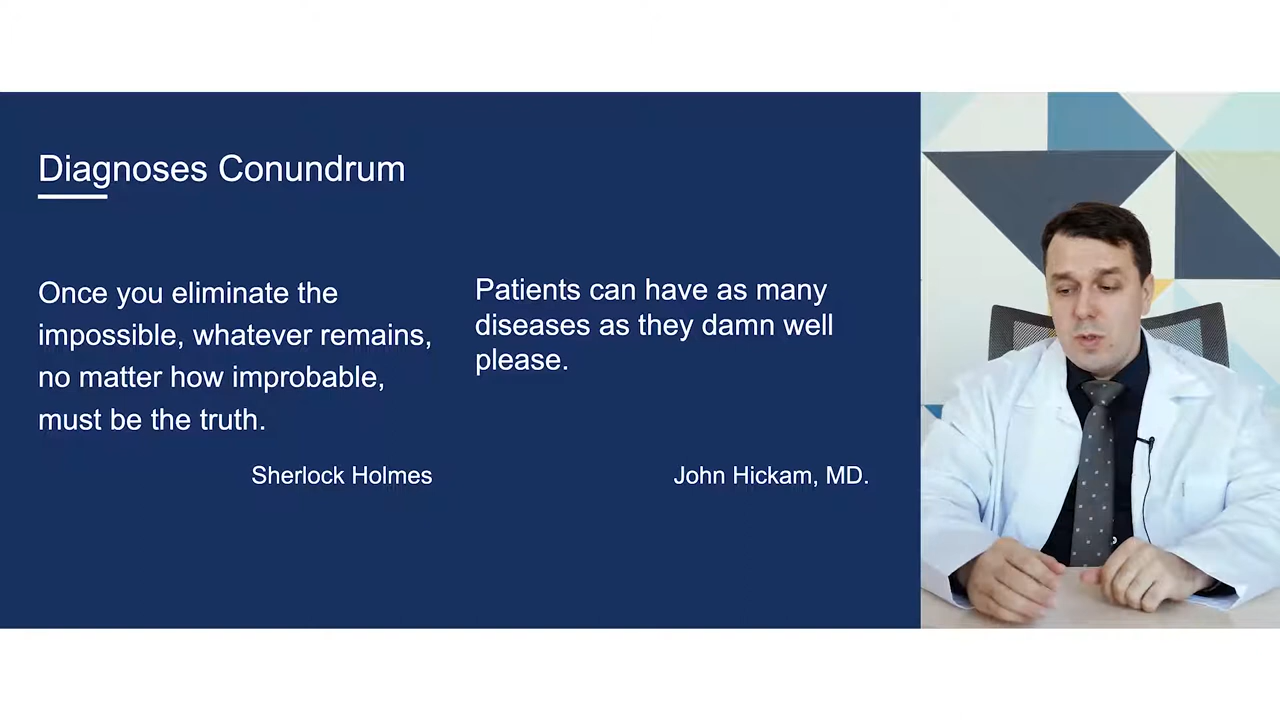 Diagnoses Conundrum
Once you eliminate the
impossible, whatever remains,
no matter how improbable,
must be the truth.
Sherlock Holmes
Patients can have as many
diseases as they damn well
please.
John Hickam, MD.